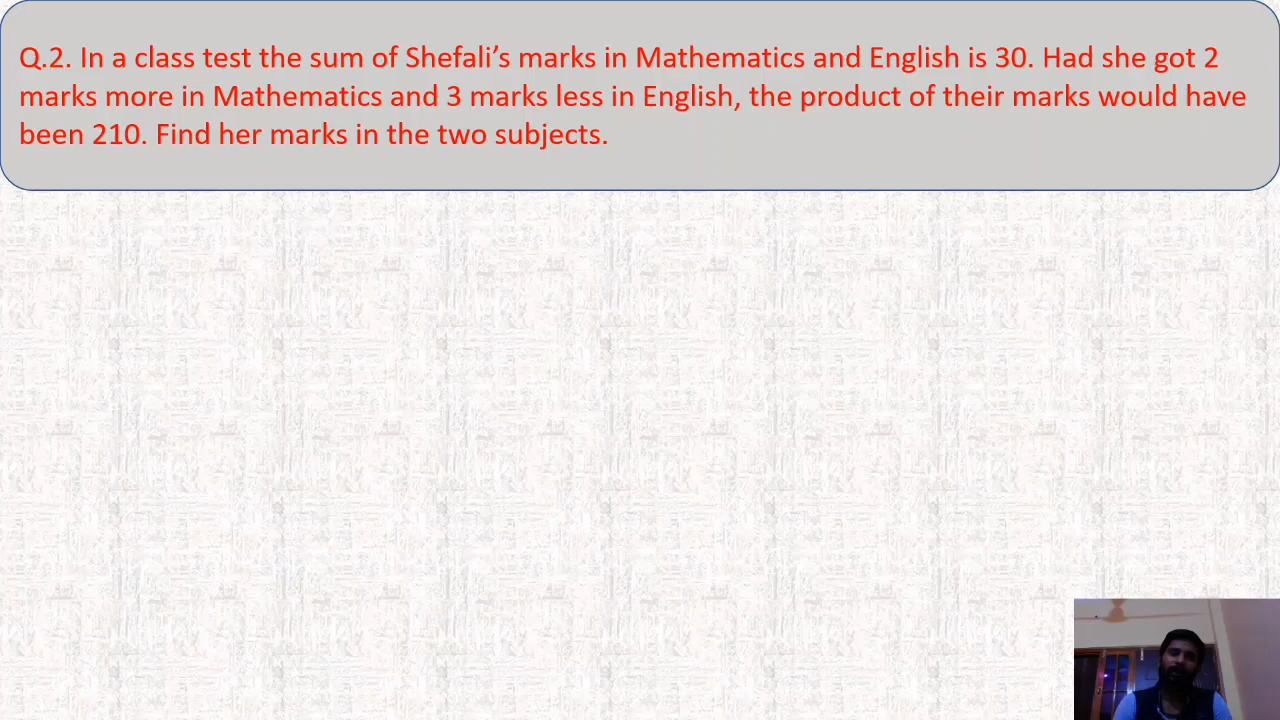 Q.2. In a class test the sum of Shefali’s marks in Mathematics and English is 30. Had she got 2
marks more in Mathematics and 3 marks less in English, the product of their marks would have
been 210. Find her marks in the two subjects.